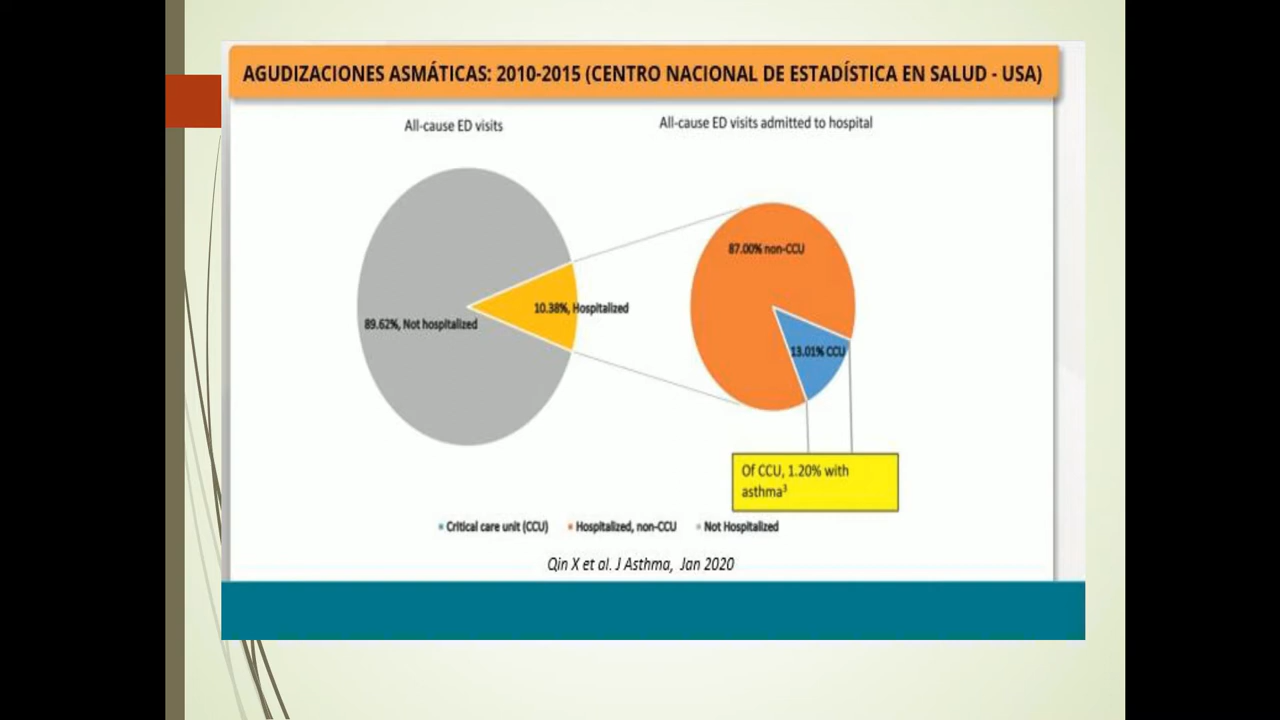 AGUDIZACIONES ASMÁTICAS: 2010-2015 (CENTRO NACIONAL DE ESTADÍSTICA EN SALUD - USA)
All-cause ED visits
All-cause ED visits admitted to hospital
87.00% non-CCU
10.38%, Hospitalized
89.62%, Not hospitalized
13.01% CCU
Of CCU, 1.20% with
asthma³
Critical care unit (CCU) Hospitalized, non-CCU Not Hospitalized
Qin X et al. J Asthma, Jan 2020